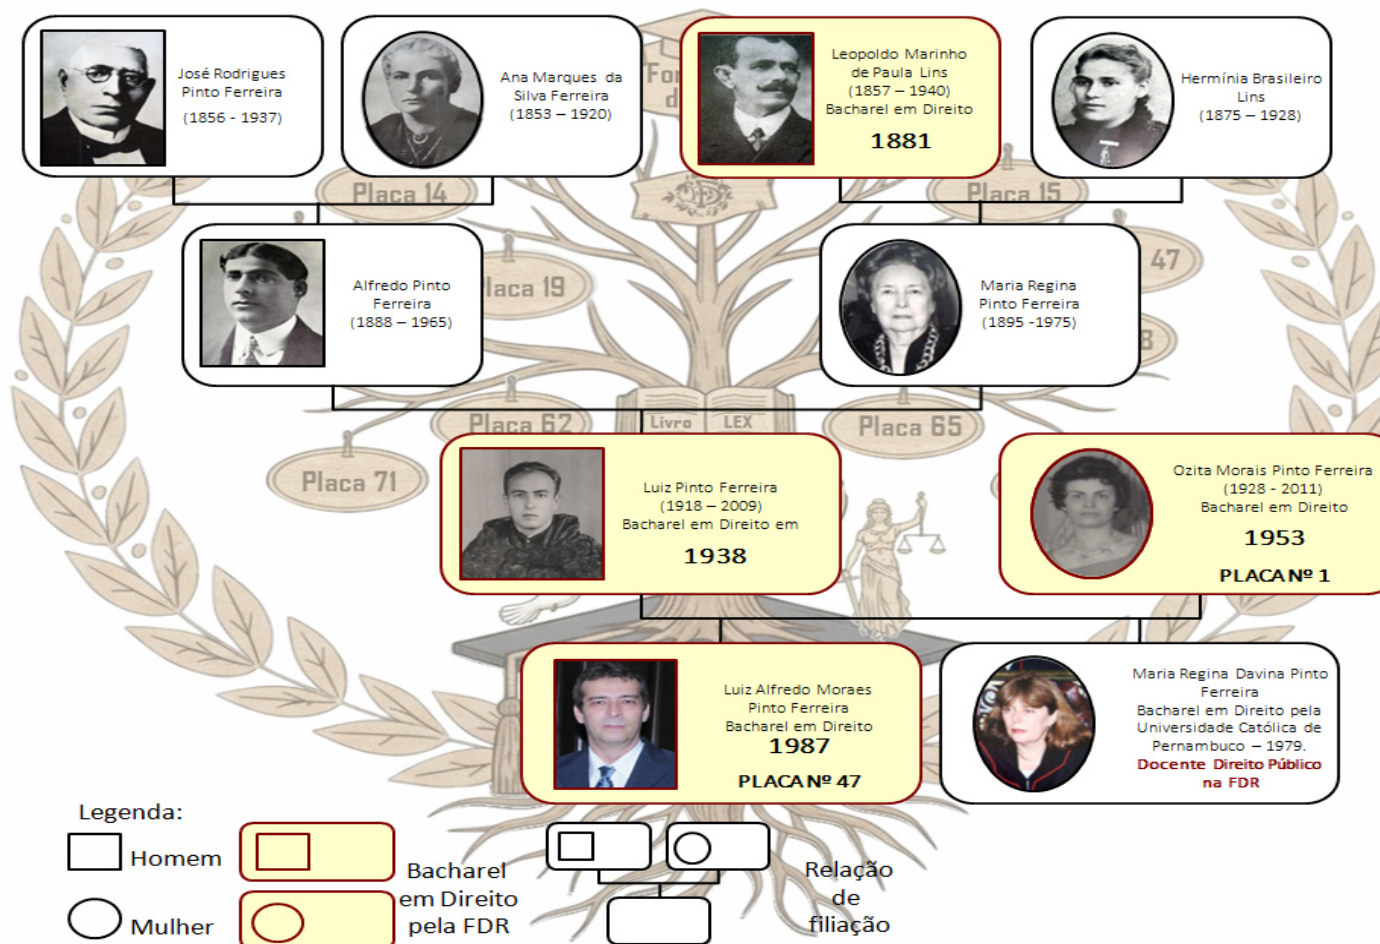 José Rodrigues
Pinto Ferreira
(1856 - 1937)
Ana Marques da
Silva Ferreira
(1853 – 1920)
Leopoldo Marinho
de Paula Lins
(1857 – 1940)
Bacharel em Direito
1881
Hermínia Brasileiro
Lins
(1875 – 1928)
Placa 14
Placa 15
Alfredo Pinto
Ferreira
(1888 – 1965)
laca 19
Maria Regina
Pinto Ferreira
(1895 -1975)
47
8
Placa 62
Livro LEX
Placa 65
Placa 71
Luiz Pinto Ferreira
(1918 – 2009)
Bacharel em Direito em
1938
Ozita Morais Pinto Ferreira
(1928 - 2011)
Bacharel em Direito
1953
PLACA Nº 1
Luiz Alfredo Moraes
Pinto Ferreira
Bacharel em Direito
1987
PLACA Nº 47
Maria Regina Davina Pinto
Ferreira
Bacharel em Direito pela
Universidade Católica de
Pernambuco – 1979.
Docente Direito Público
na FDR
Legenda:
Homem
Mulher
Bacharel
em Direito
pela FDR
Relação
de
filiação